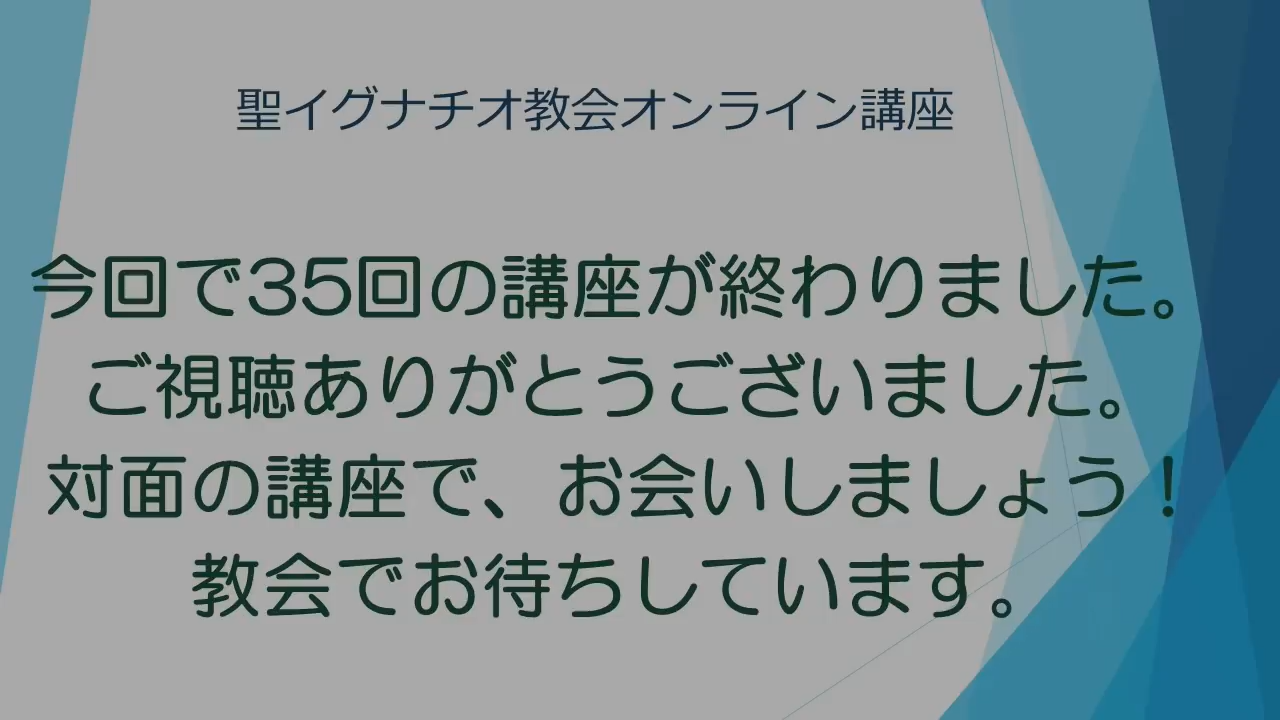 聖イグナチオ教会オンライン講座
今回で35回の講座が終わりました。
ご視聴ありがとうございました。
対面の講座で、お会いしましょう！
教会でお待ちしています。